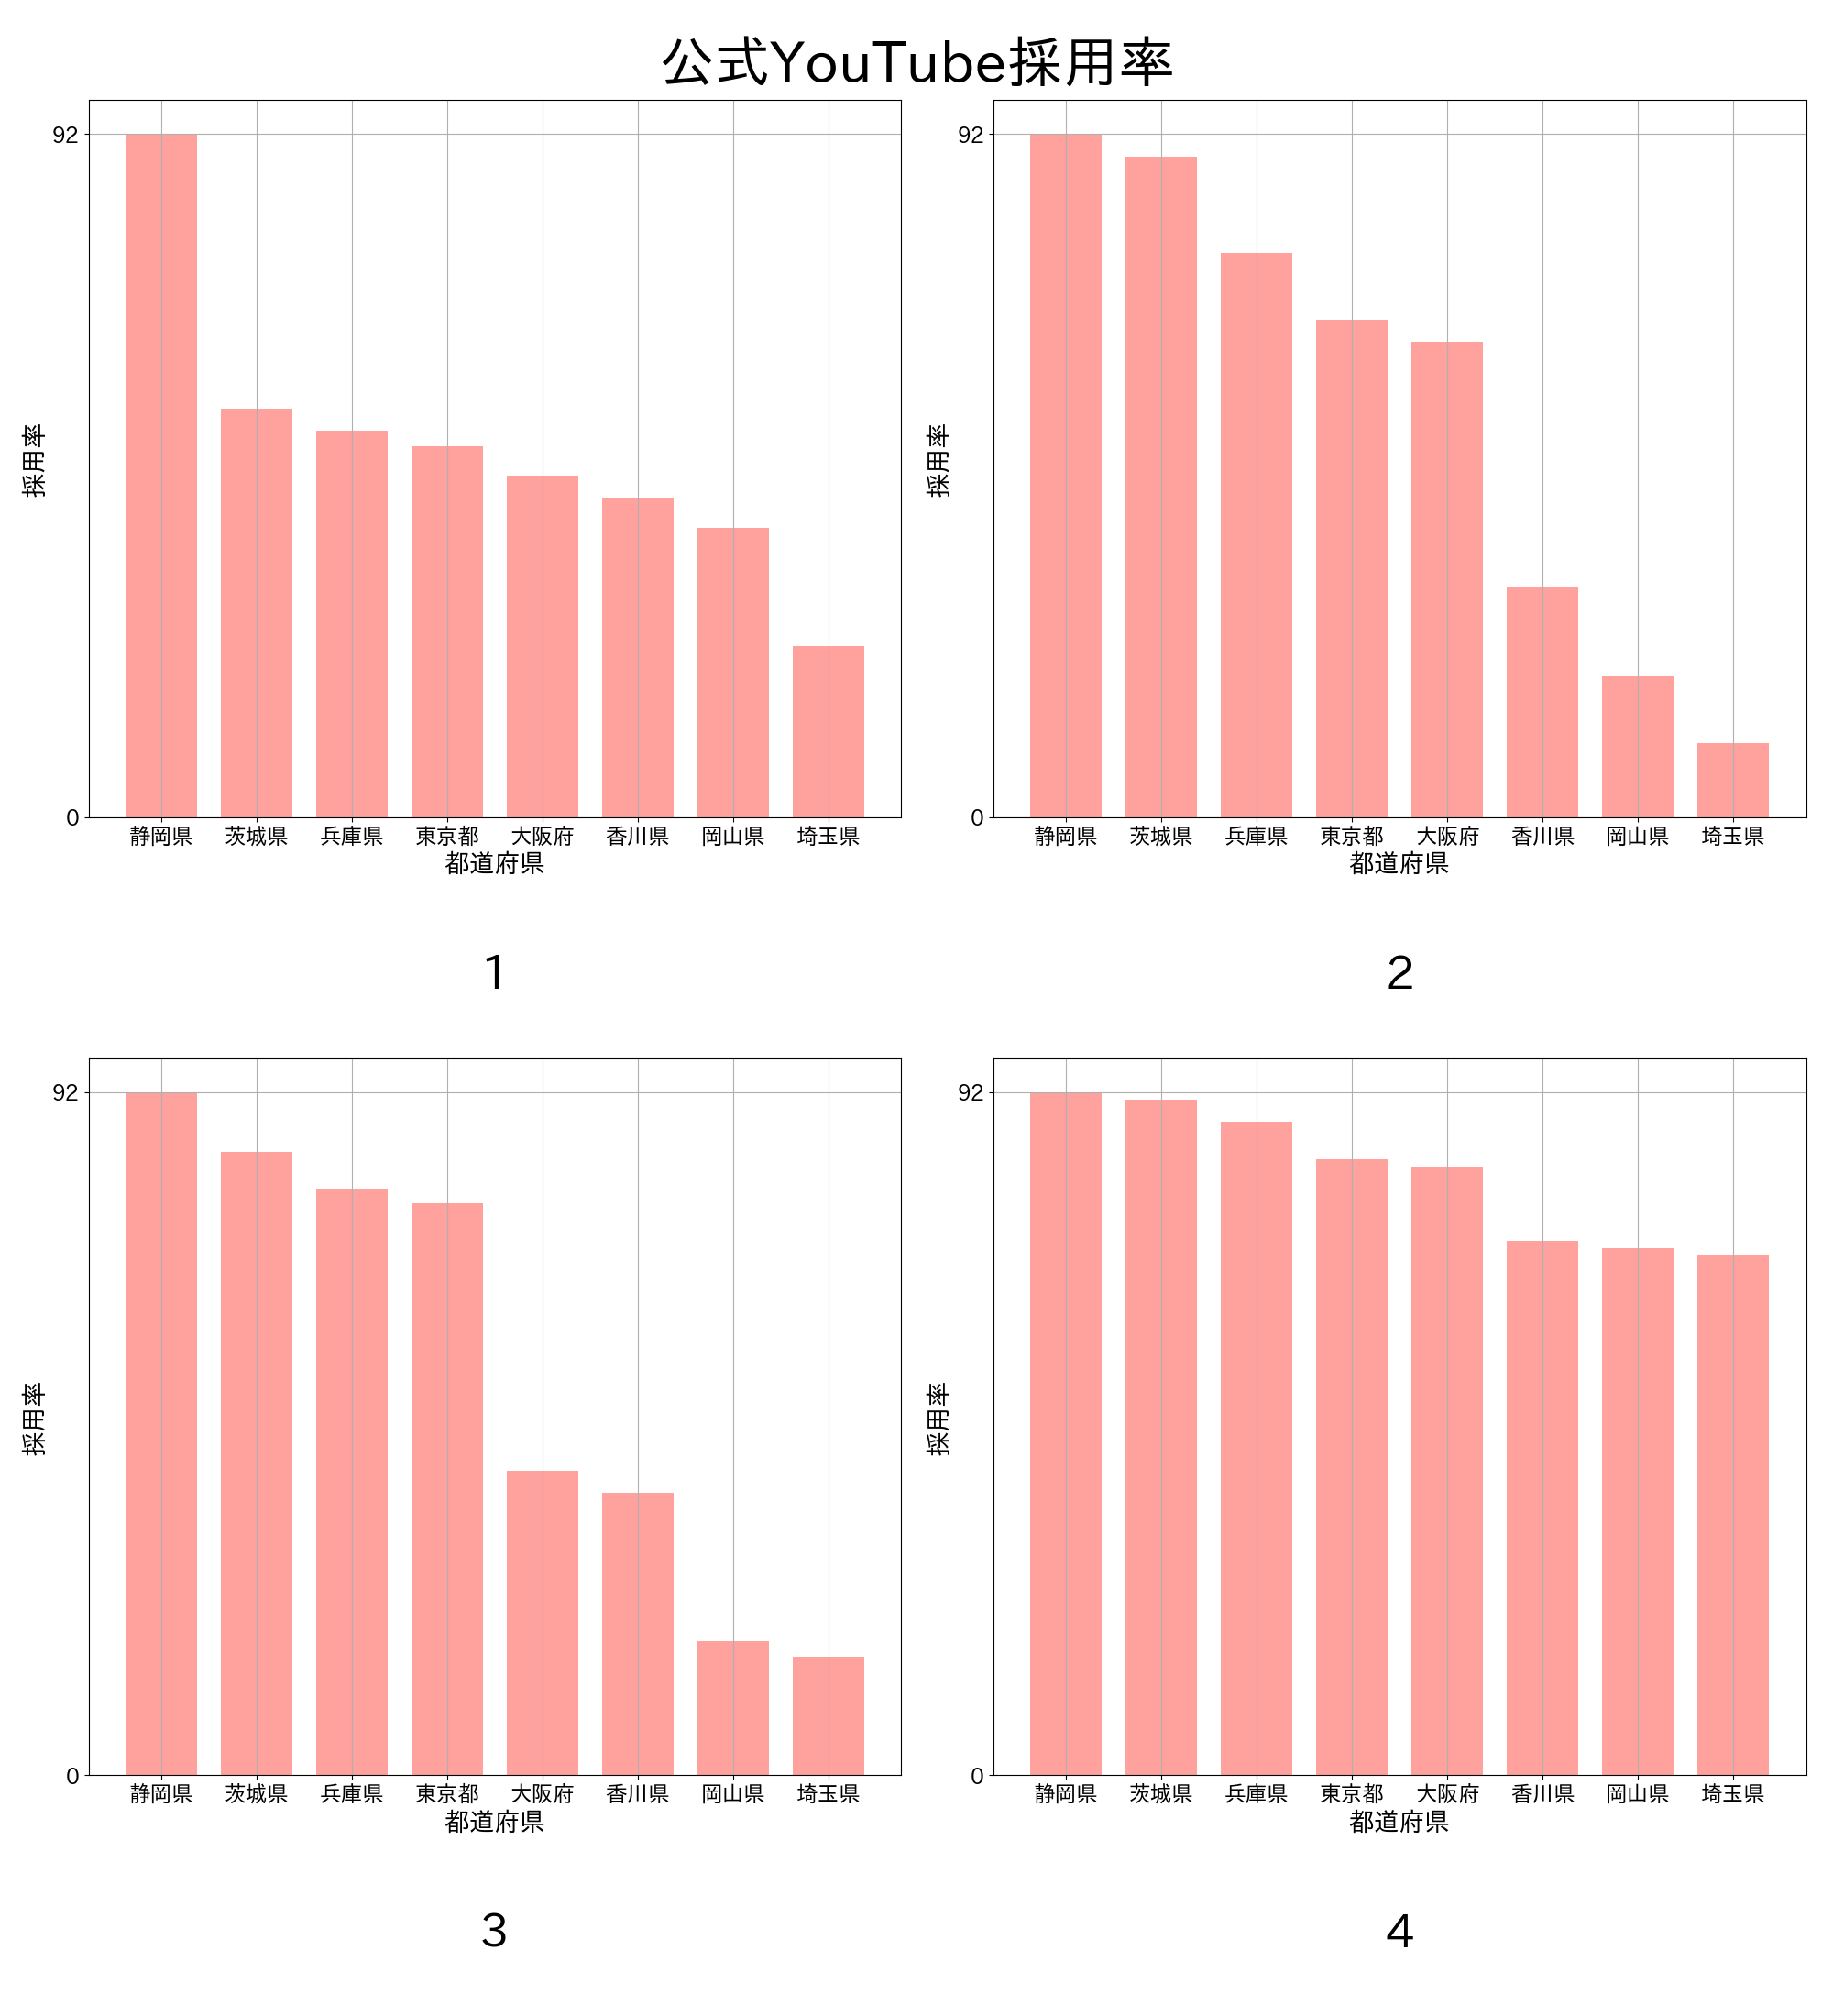 公式YouTube採用率
92
0
採用率
静岡県 茨城県 兵庫県 東京都 大阪府 香川県 岡山県 埼玉県
都道府県
1
92
0
採用率
静岡県 茨城県 兵庫県 東京都 大阪府 香川県 岡山県 埼玉県
都道府県
2
92
0
採用率
静岡県 茨城県 兵庫県 東京都 大阪府 香川県 岡山県 埼玉県
都道府県
3
92
0
採用率
静岡県 茨城県 兵庫県 東京都 大阪府 香川県 岡山県 埼玉県
都道府県
4